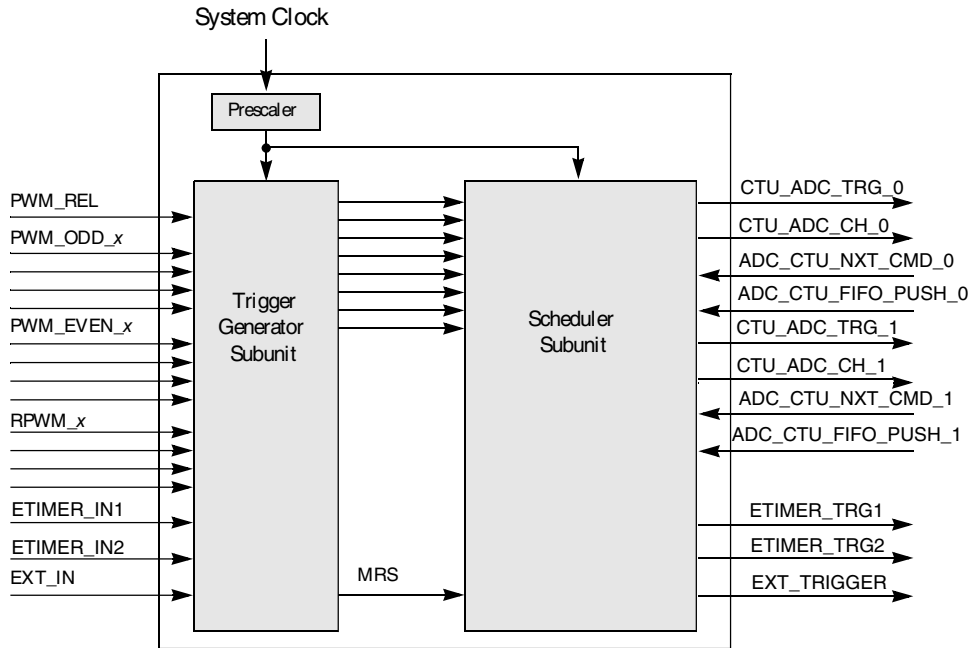 System Clock
Prescaler
PWM_REL
PWM_ODD_x
PWM_EVEN_x
RPWM_x
ETIMER_IN1
ETIMER_IN2
EXT_IN
Trigger
Generator
Subunit
MRS
Scheduler
Subunit
CTU_ADC_TRG_0
CTU_ADC_CH_0
ADC_CTU_NXT_CMD_0
ADC_CTU_FIFO_PUSH_0
CTU_ADC_TRG_1
CTU_ADC_CH_1
ADC_CTU_NXT_CMD_1
ADC_CTU_FIFO_PUSH_1
ETIMER_TRG1
ETIMER_TRG2
EXT_TRIGGER